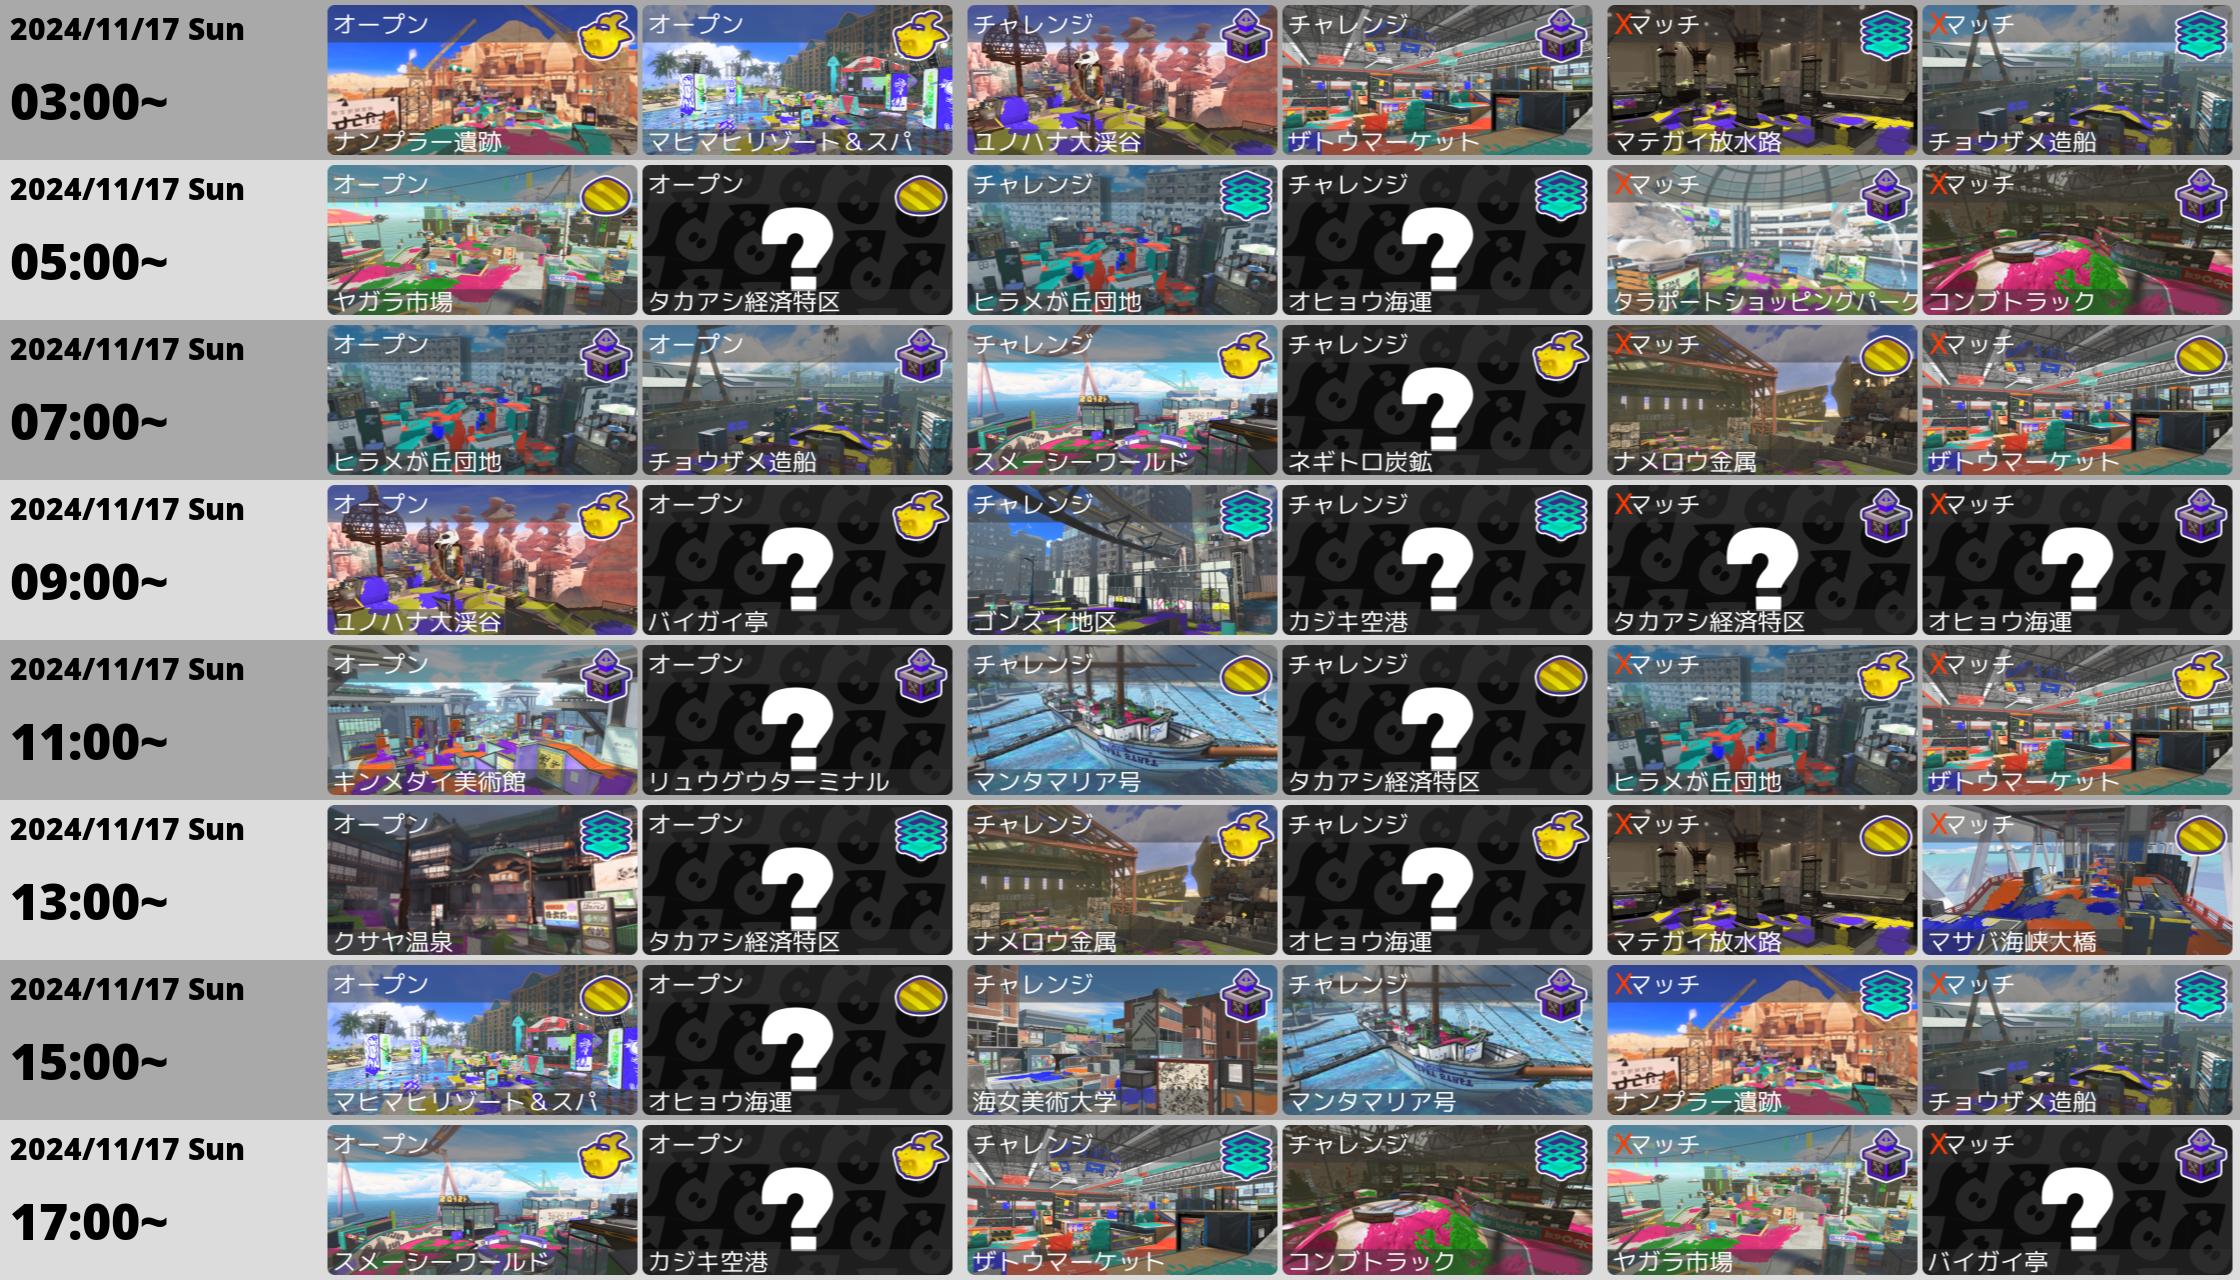 2024/11/17 Sun
03:00~
オープン
ナンプラー遺跡
オープン
マヒマヒリゾート＆スパ
チャレンジ
ユノハナ大渓谷
チャレンジ
ザトウマーケット
Xマッチ
マテガイ放水路
Xマッチ
チョウザメ造船
2024/11/17 Sun
05:00~
オープン
ヤガラ市場
オープン
?
タカアシ経済特区
チャレンジ
ヒラメが丘団地
チャレンジ
?
オヒョウ海運
Xマッチ
タラポートショッピングパーク
Xマッチ
コンブトラック
2024/11/17 Sun
07:00~
オープン
ヒラメが丘団地
オープン
チョウザメ造船
チャレンジ
スメーシーワールド
チャレンジ
?
ネギトロ炭鉱
Xマッチ
ナメロウ金属
Xマッチ
ザトウマーケット
2024/11/17 Sun
09:00~
オープン
ユノハナ大渓谷
オープン
?
バイガイ亭
チャレンジ
ゴンズイ地区
チャレンジ
?
カジキ空港
Xマッチ
?
タカアシ経済特区
Xマッチ
?
オヒョウ海運
2024/11/17 Sun
11:00~
オープン
キンメダイ美術館
オープン
?
リュウグウターミナル
チャレンジ
マンタマリア号
チャレンジ
?
タカアシ経済特区
Xマッチ
ヒラメが丘団地
Xマッチ
ザトウマーケット
2024/11/17 Sun
13:00~
オープン
クサヤ温泉
オープン
?
タカアシ経済特区
チャレンジ
ナメロウ金属
チャレンジ
?
オヒョウ海運
Xマッチ
マテガイ放水路
Xマッチ
マサバ海峡大橋
2024/11/17 Sun
15:00~
オープン
マヒマヒリゾート＆スパ
オープン
?
オヒョウ海運
チャレンジ
海女美術大学
チャレンジ
マンタマリア号
Xマッチ
ナンプラー遺跡
Xマッチ
チョウザメ造船
2024/11/17 Sun
17:00~
オープン
スメーシーワールド
オープン
?
カジキ空港
チャレンジ
ザトウマーケット
チャレンジ
コンブトラック
Xマッチ
ヤガラ市場
Xマッチ
?
バイガイ亭